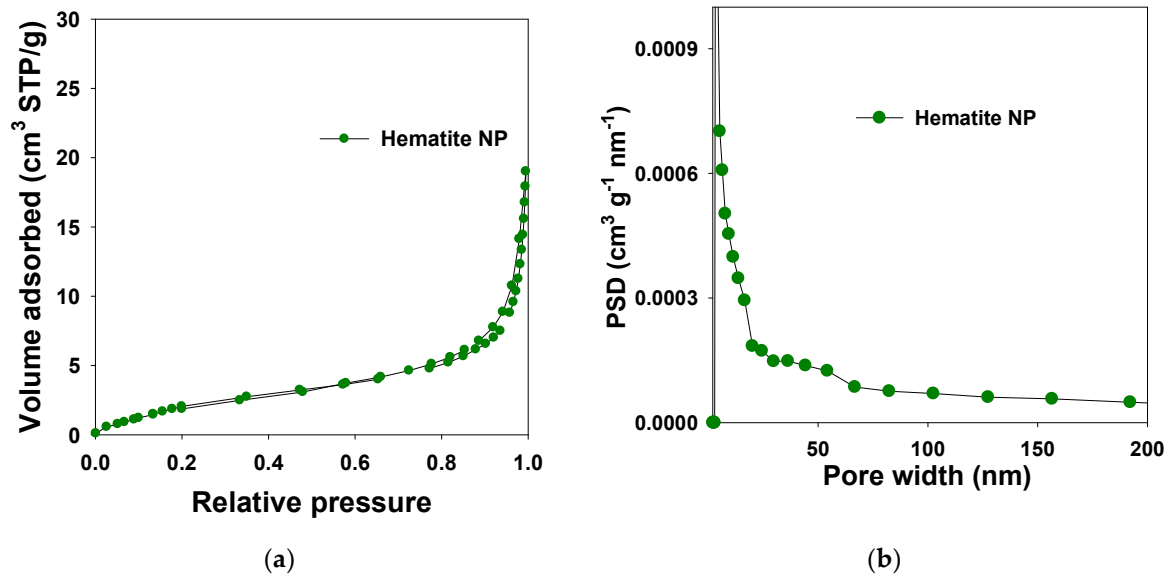 Volume adsorbed (cm³ STP/g)
30
25
20
15
10
5
0
Hematite NP
0.0 0.2 0.4 0.6 0.8 1.0
Relative pressure
(a)
PSD (cm³ g⁻¹ nm⁻¹)
0.0009
0.0006
0.0003
0.0000
Hematite NP
50 100 150 200
Pore width (nm)
(b)